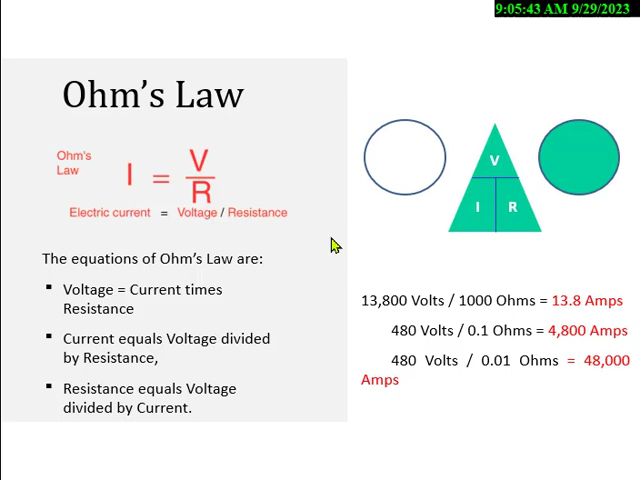 9:05:43 AM 9/29/2023
Ohm’s Law
Ohm's
Law
I = V
R
Electric current = Voltage / Resistance
The equations of Ohm’s Law are:
▪ Voltage = Current times
Resistance
▪ Current equals Voltage divided
by Resistance,
▪ Resistance equals Voltage
divided by Current.
V
I R
13,800 Volts / 1000 Ohms = 13.8 Amps
480 Volts / 0.1 Ohms = 4,800 Amps
480 Volts / 0.01 Ohms = 48,000
Amps